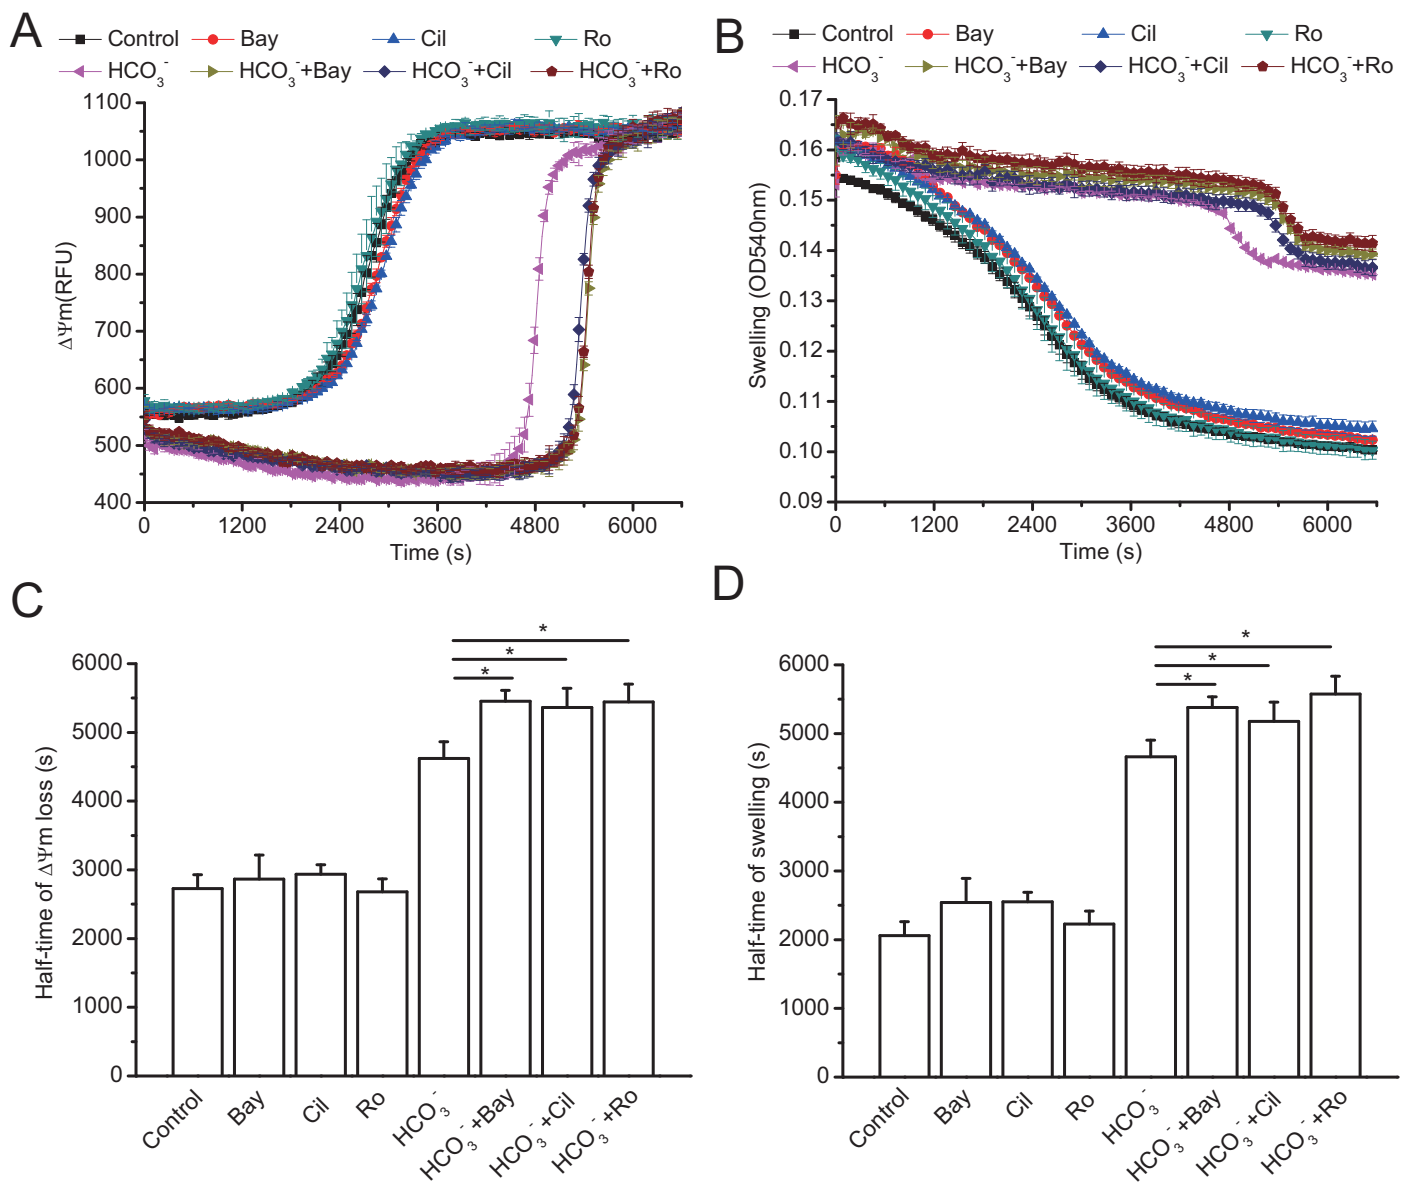 A
Control Bay Cil Ro
HCO₃⁻ HCO₃⁻+Bay HCO₃⁻+Cil HCO₃⁻+Ro
1100
1000
900
800
700
600
500
400
ΔΨm(RFU)
0 1200 2400 3600 4800 6000
Time (s)
B
Control Bay Cil Ro
HCO₃⁻ HCO₃⁻+Bay HCO₃⁻+Cil HCO₃⁻+Ro
0.17
0.16
0.15
0.14
0.13
0.12
0.11
0.10
0.09
Swelling (OD540nm)
0 1200 2400 3600 4800 6000
Time (s)
C
*
*
*
6000
5000
4000
3000
2000
1000
0
Half-time of ΔΨm loss (s)
Control Bay Cil Ro HCO₃⁻ HCO₃⁻+Bay HCO₃⁻+Cil HCO₃⁻+Ro
D
*
*
*
6000
5000
4000
3000
2000
1000
0
Half-time of swelling (s)
Control Bay Cil Ro HCO₃⁻ HCO₃⁻+Bay HCO₃⁻+Cil HCO₃⁻+Ro